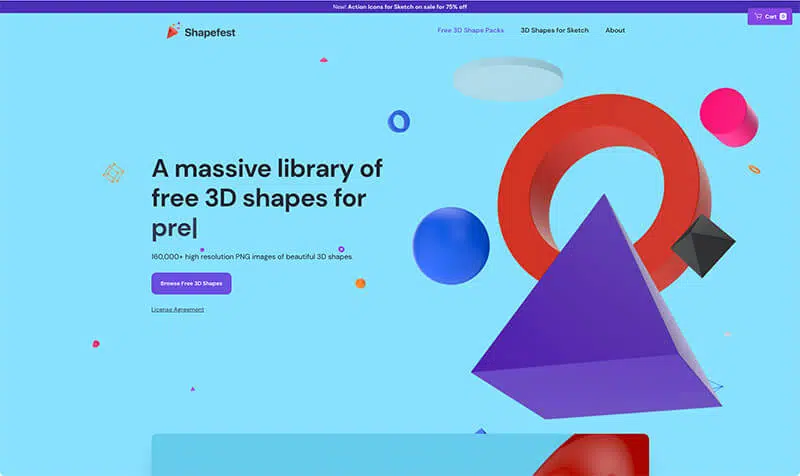 New! Action Icons for Sketch on sale for 75% off
Cart 0
Shapefest
Free 3D Shape Packs
3D Shapes for Sketch
About
A massive library of
free 3D shapes for
pre
160,000+ high resolution PNG images of beautiful 3D shapes.
Browse Free 3D Shapes
License Agreement